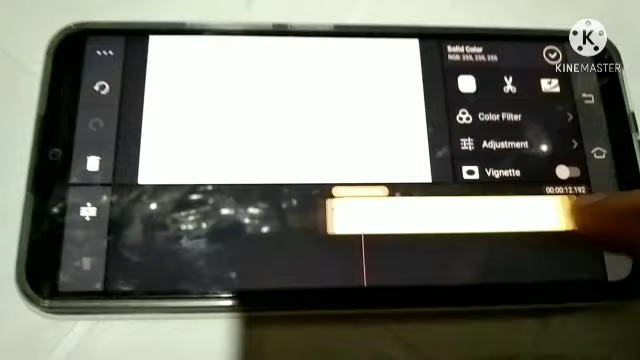 Solid Color
RGB: 255, 255, 255
K
KINEMASTER
Color Filter
Adjustment
Vignette
00:00:12.192